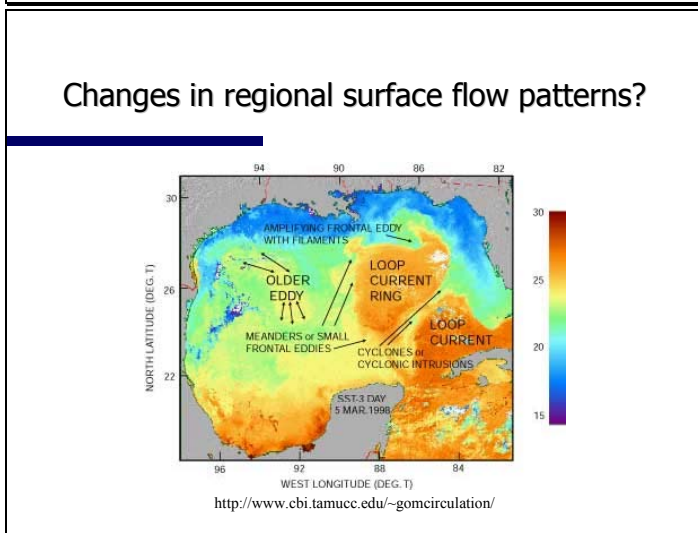 Changes in regional surface flow patterns?
94 90 86 82
30
26
22
NORTH LATITUDE (DEG. T)
AMPLIFYING FRONTAL EDDY
WITH FILAMENTS
OLDER
EDDY
LOOP
CURRENT
RING
MEANDERS or SMALL
FRONTAL EDDIES
LOOP
CURRENT
CYCLONES or
CYCLONIC INTRUSIONS
SST-3 DAY
5 MAR.1998
96 92 88 84
WEST LONGITUDE (DEG. T)
30
25
20
15
http://www.cbi.tamucc.edu/~gomcirculation/